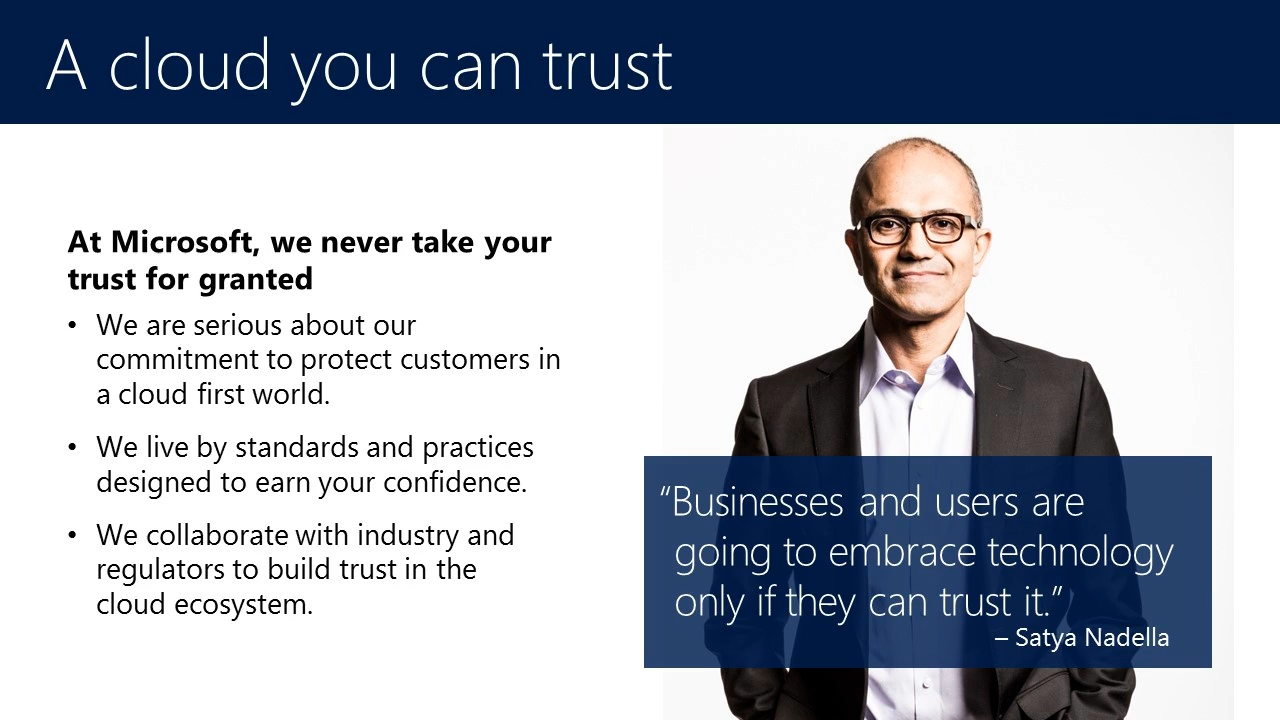 A cloud you can trust
At Microsoft, we never take your
trust for granted
• We are serious about our
commitment to protect customers in
a cloud first world.
• We live by standards and practices
designed to earn your confidence.
• We collaborate with industry and
regulators to build trust in the
cloud ecosystem.
“Businesses and users are
going to embrace technology
only if they can trust it.”
– Satya Nadella